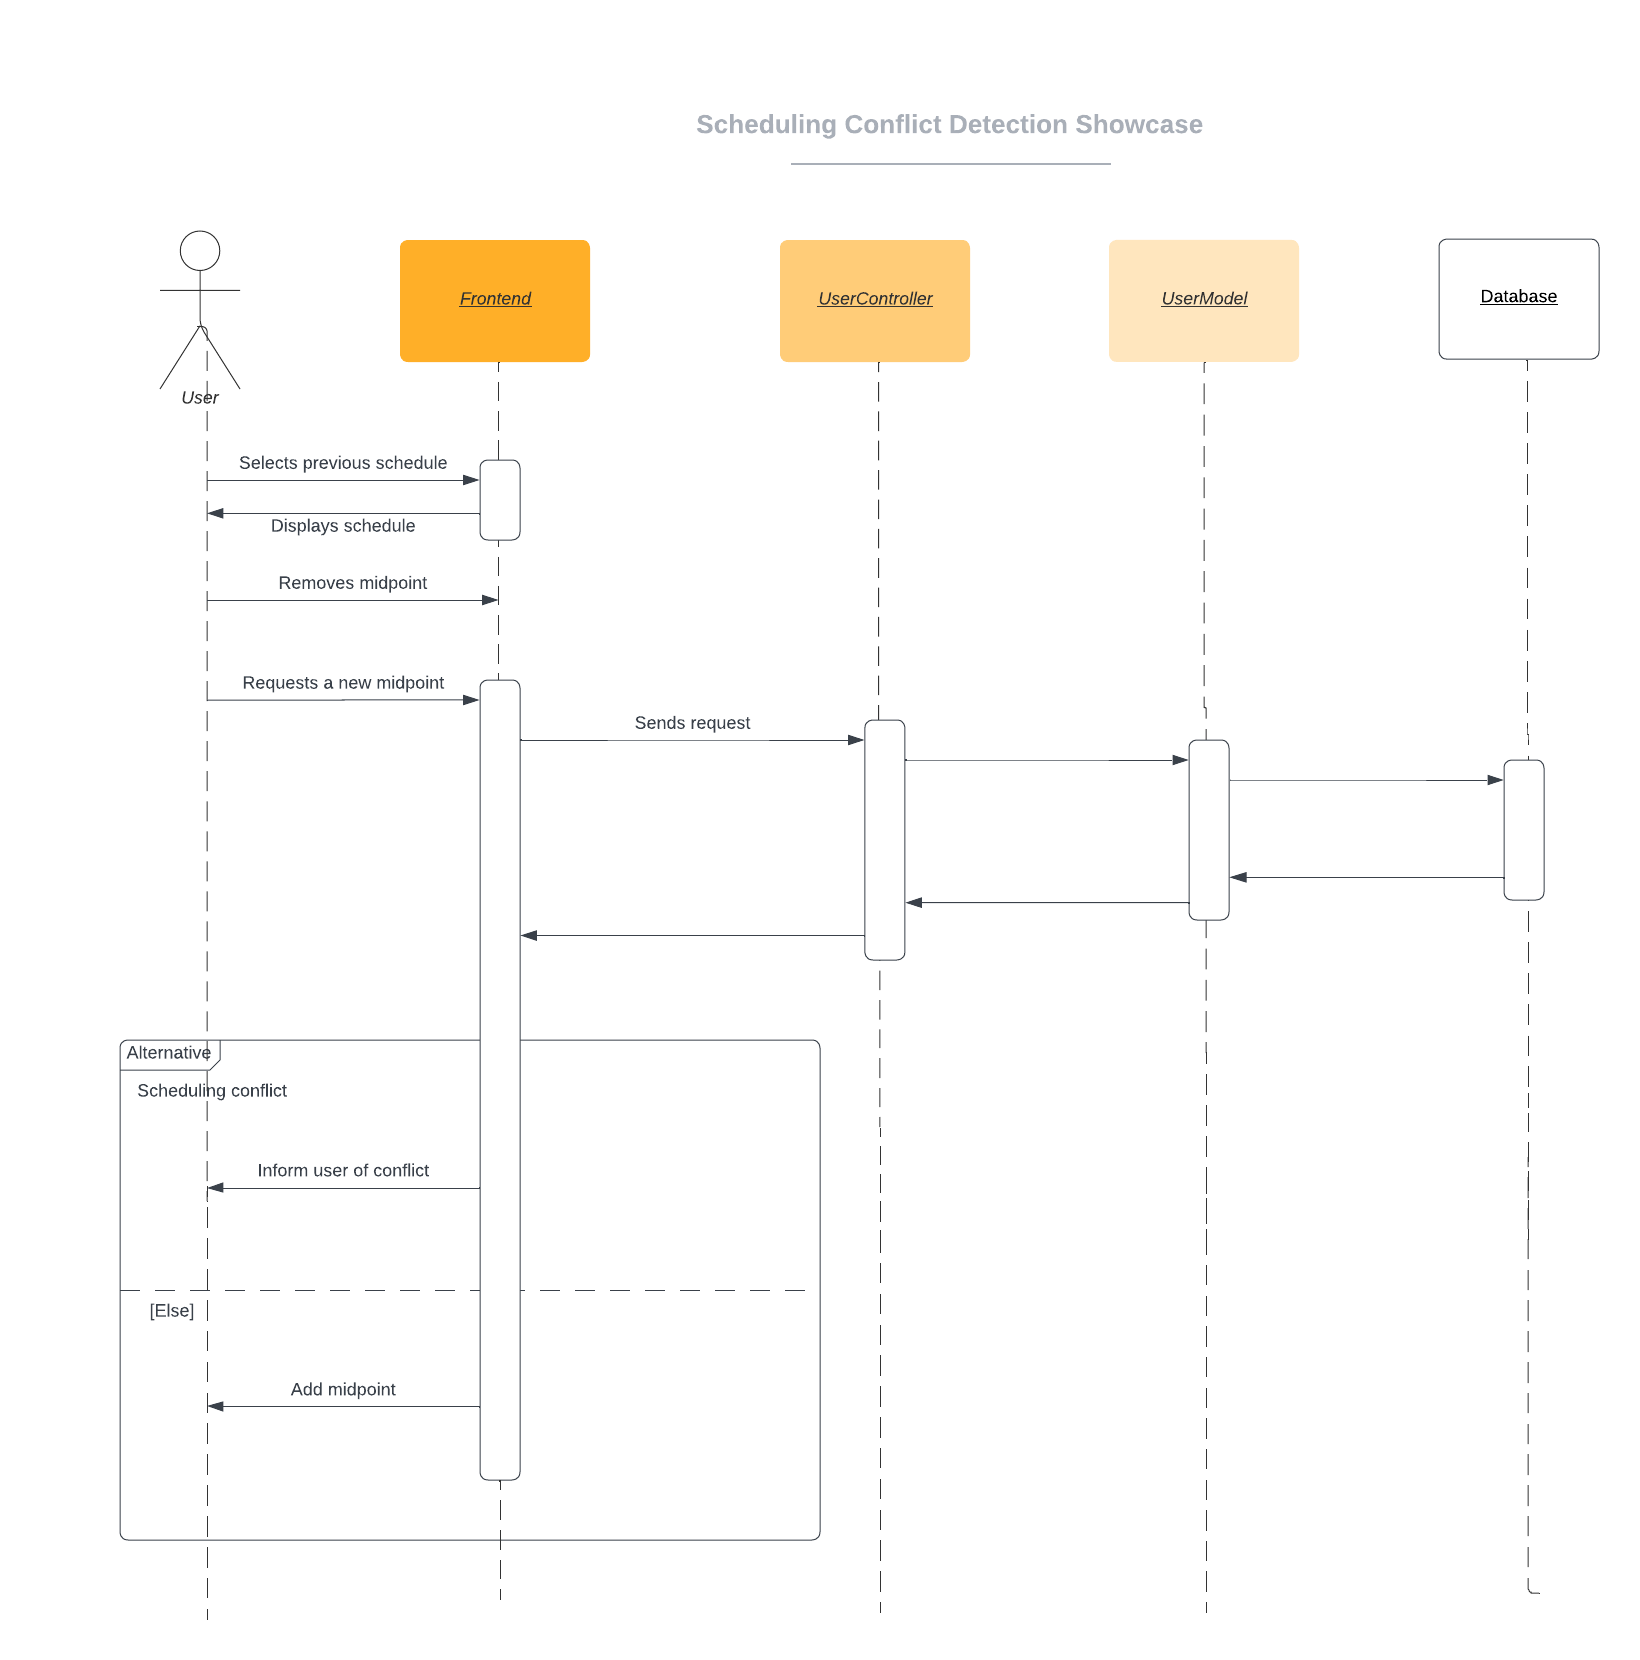 Scheduling Conflict Detection Showcase
User
Frontend
UserController
UserModel
Database
Selects previous schedule
Displays schedule
Removes midpoint
Requests a new midpoint
Sends request
Alternative
Scheduling conflict
Inform user of conflict
[Else]
Add midpoint